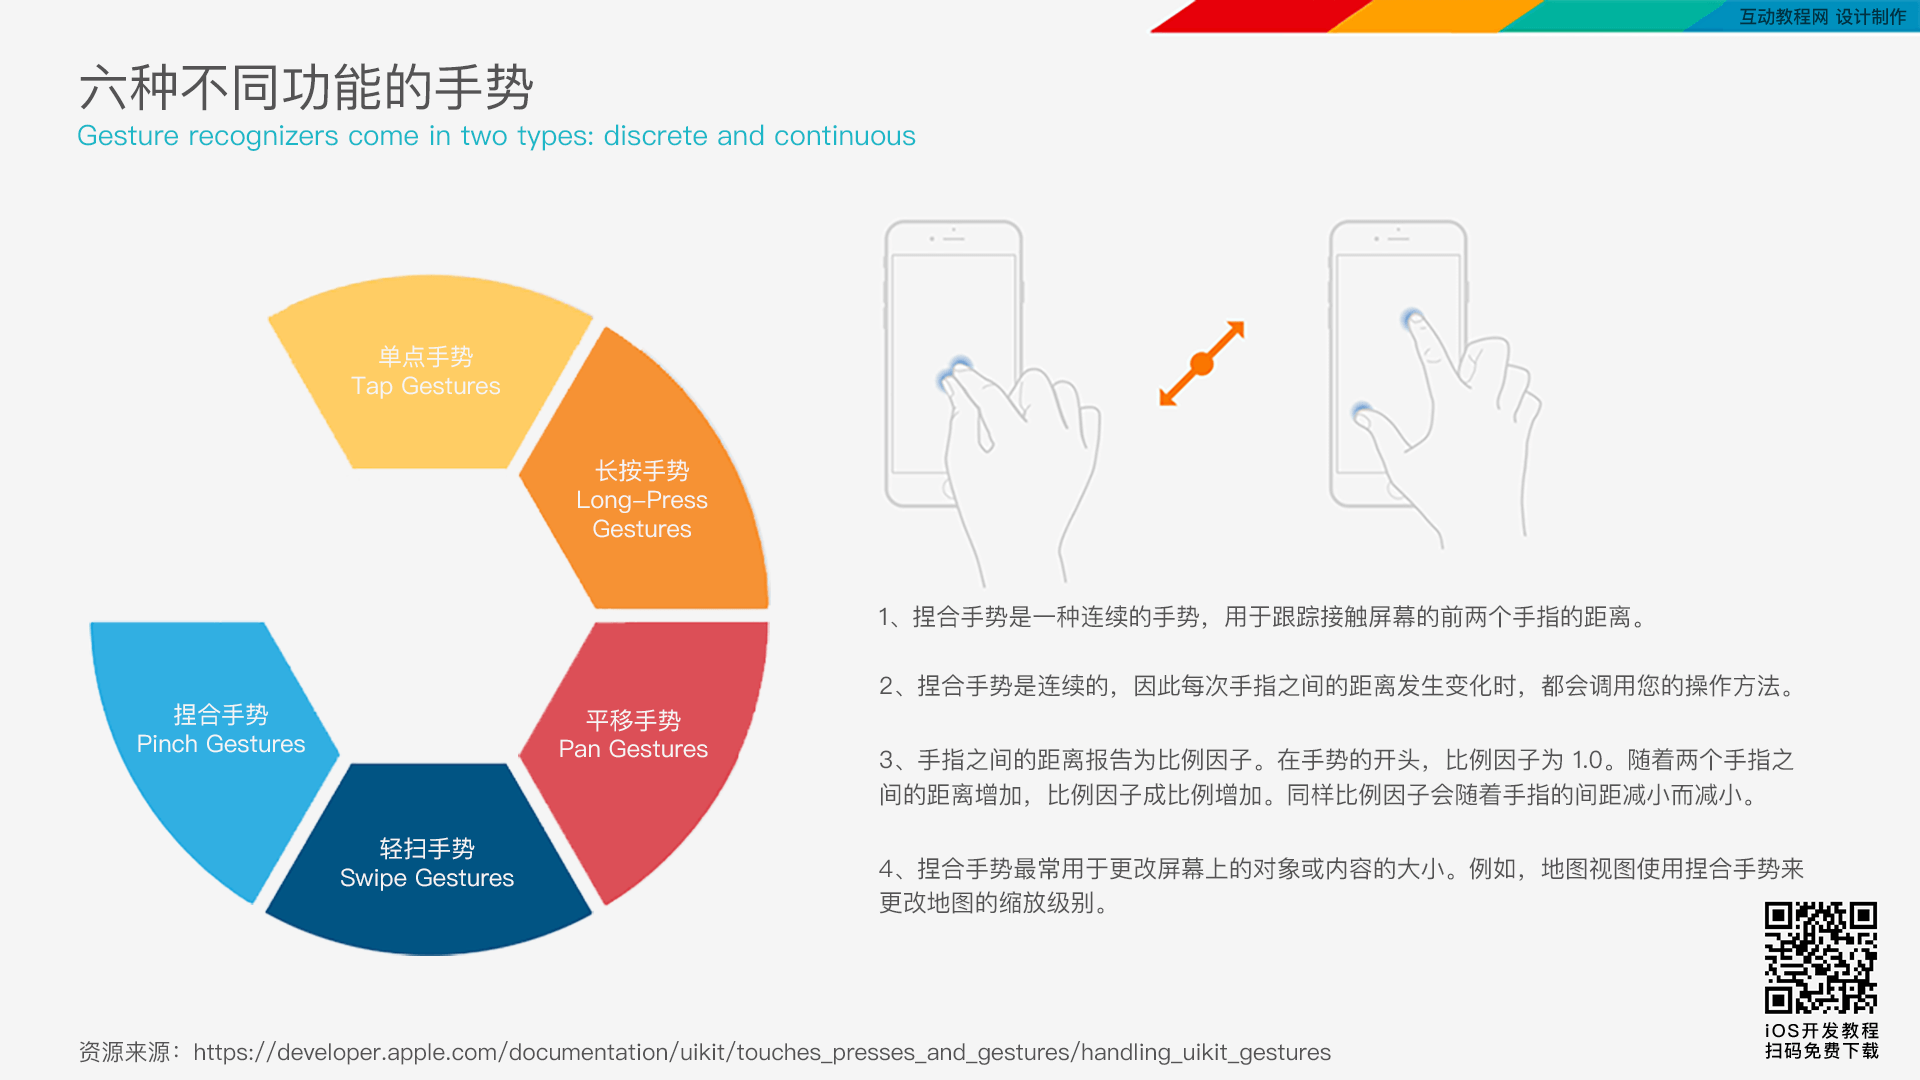 互动教程网 设计制作
六种不同功能的手势
Gesture recognizers come in two types: discrete and continuous
单点手势
Tap Gestures
长按手势
Long-Press
Gestures
平移手势
Pan Gestures
轻扫手势
Swipe Gestures
捏合手势
Pinch Gestures
1、捏合手势是一种连续的手势，用于跟踪接触屏幕的前两个手指的距离。
2、捏合手势是连续的，因此每次手指之间的距离发生变化时，都会调用您的操作方法。
3、手指之间的距离报告为比例因子。在手势的开头，比例因子为 1.0。随着两个手指之
间的距离增加，比例因子成比例增加。同样比例因子会随着手指的间距减小而减小。
4、捏合手势最常用于更改屏幕上的对象或内容的大小。例如，地图视图使用捏合手势来
更改地图的缩放级别。
iOS开发教程
扫码免费下载
资源来源：https://developer.apple.com/documentation/uikit/touches_presses_and_gestures/handling_uikit_gestures